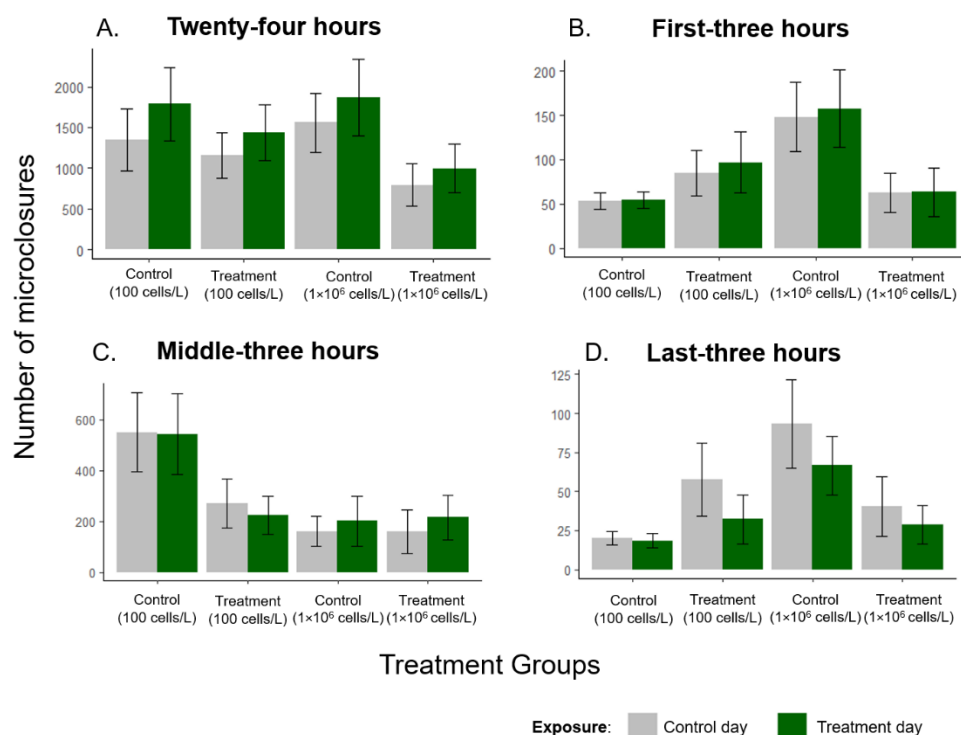 A. Twenty-four hours
2000
1500
1000
500
0
Control
(100 cells/L)
Treatment
(100 cells/L)
Control
(1×10⁶ cells/L)
Treatment
(1×10⁶ cells/L)
B. First-three hours
200
150
100
50
0
Control
(100 cells/L)
Treatment
(100 cells/L)
Control
(1×10⁶ cells/L)
Treatment
(1×10⁶ cells/L)
Number of microclosures
C. Middle-three hours
600
400
200
0
Control
(100 cells/L)
Treatment
(100 cells/L)
Control
(1×10⁶ cells/L)
Treatment
(1×10⁶ cells/L)
D. Last-three hours
125
100
75
50
25
0
Control
(100 cells/L)
Treatment
(100 cells/L)
Control
(1×10⁶ cells/L)
Treatment
(1×10⁶ cells/L)
Treatment Groups
Exposure: Control day Treatment day